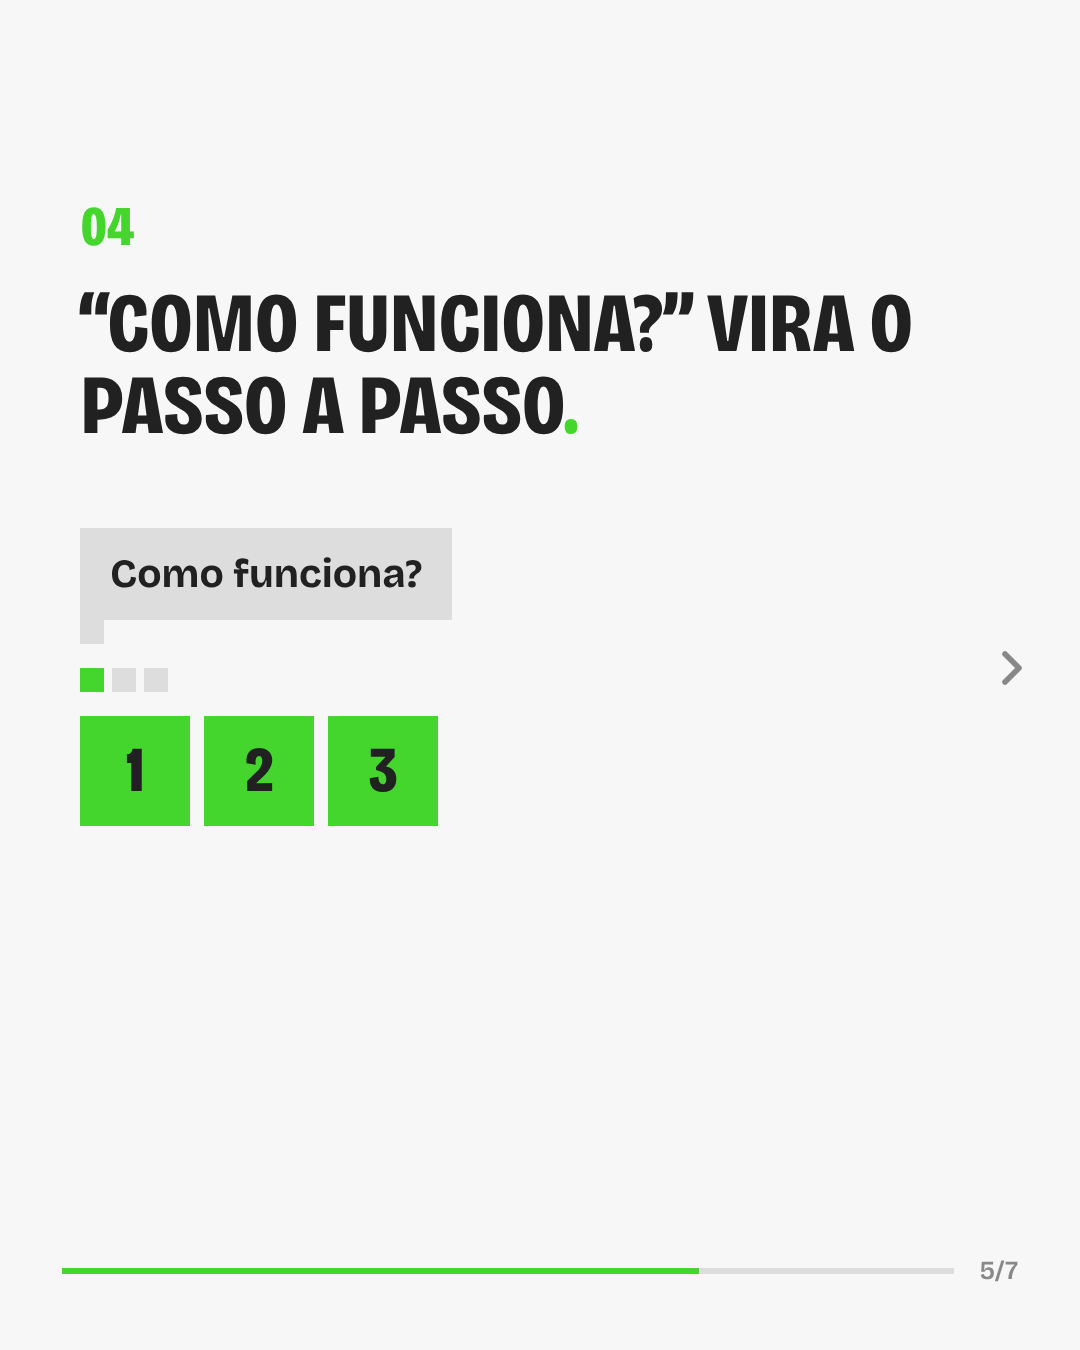 04
“COMO FUNCIONA?” VIRA O
PASSO A PASSO.
Como funciona?
1 2 3
5/7